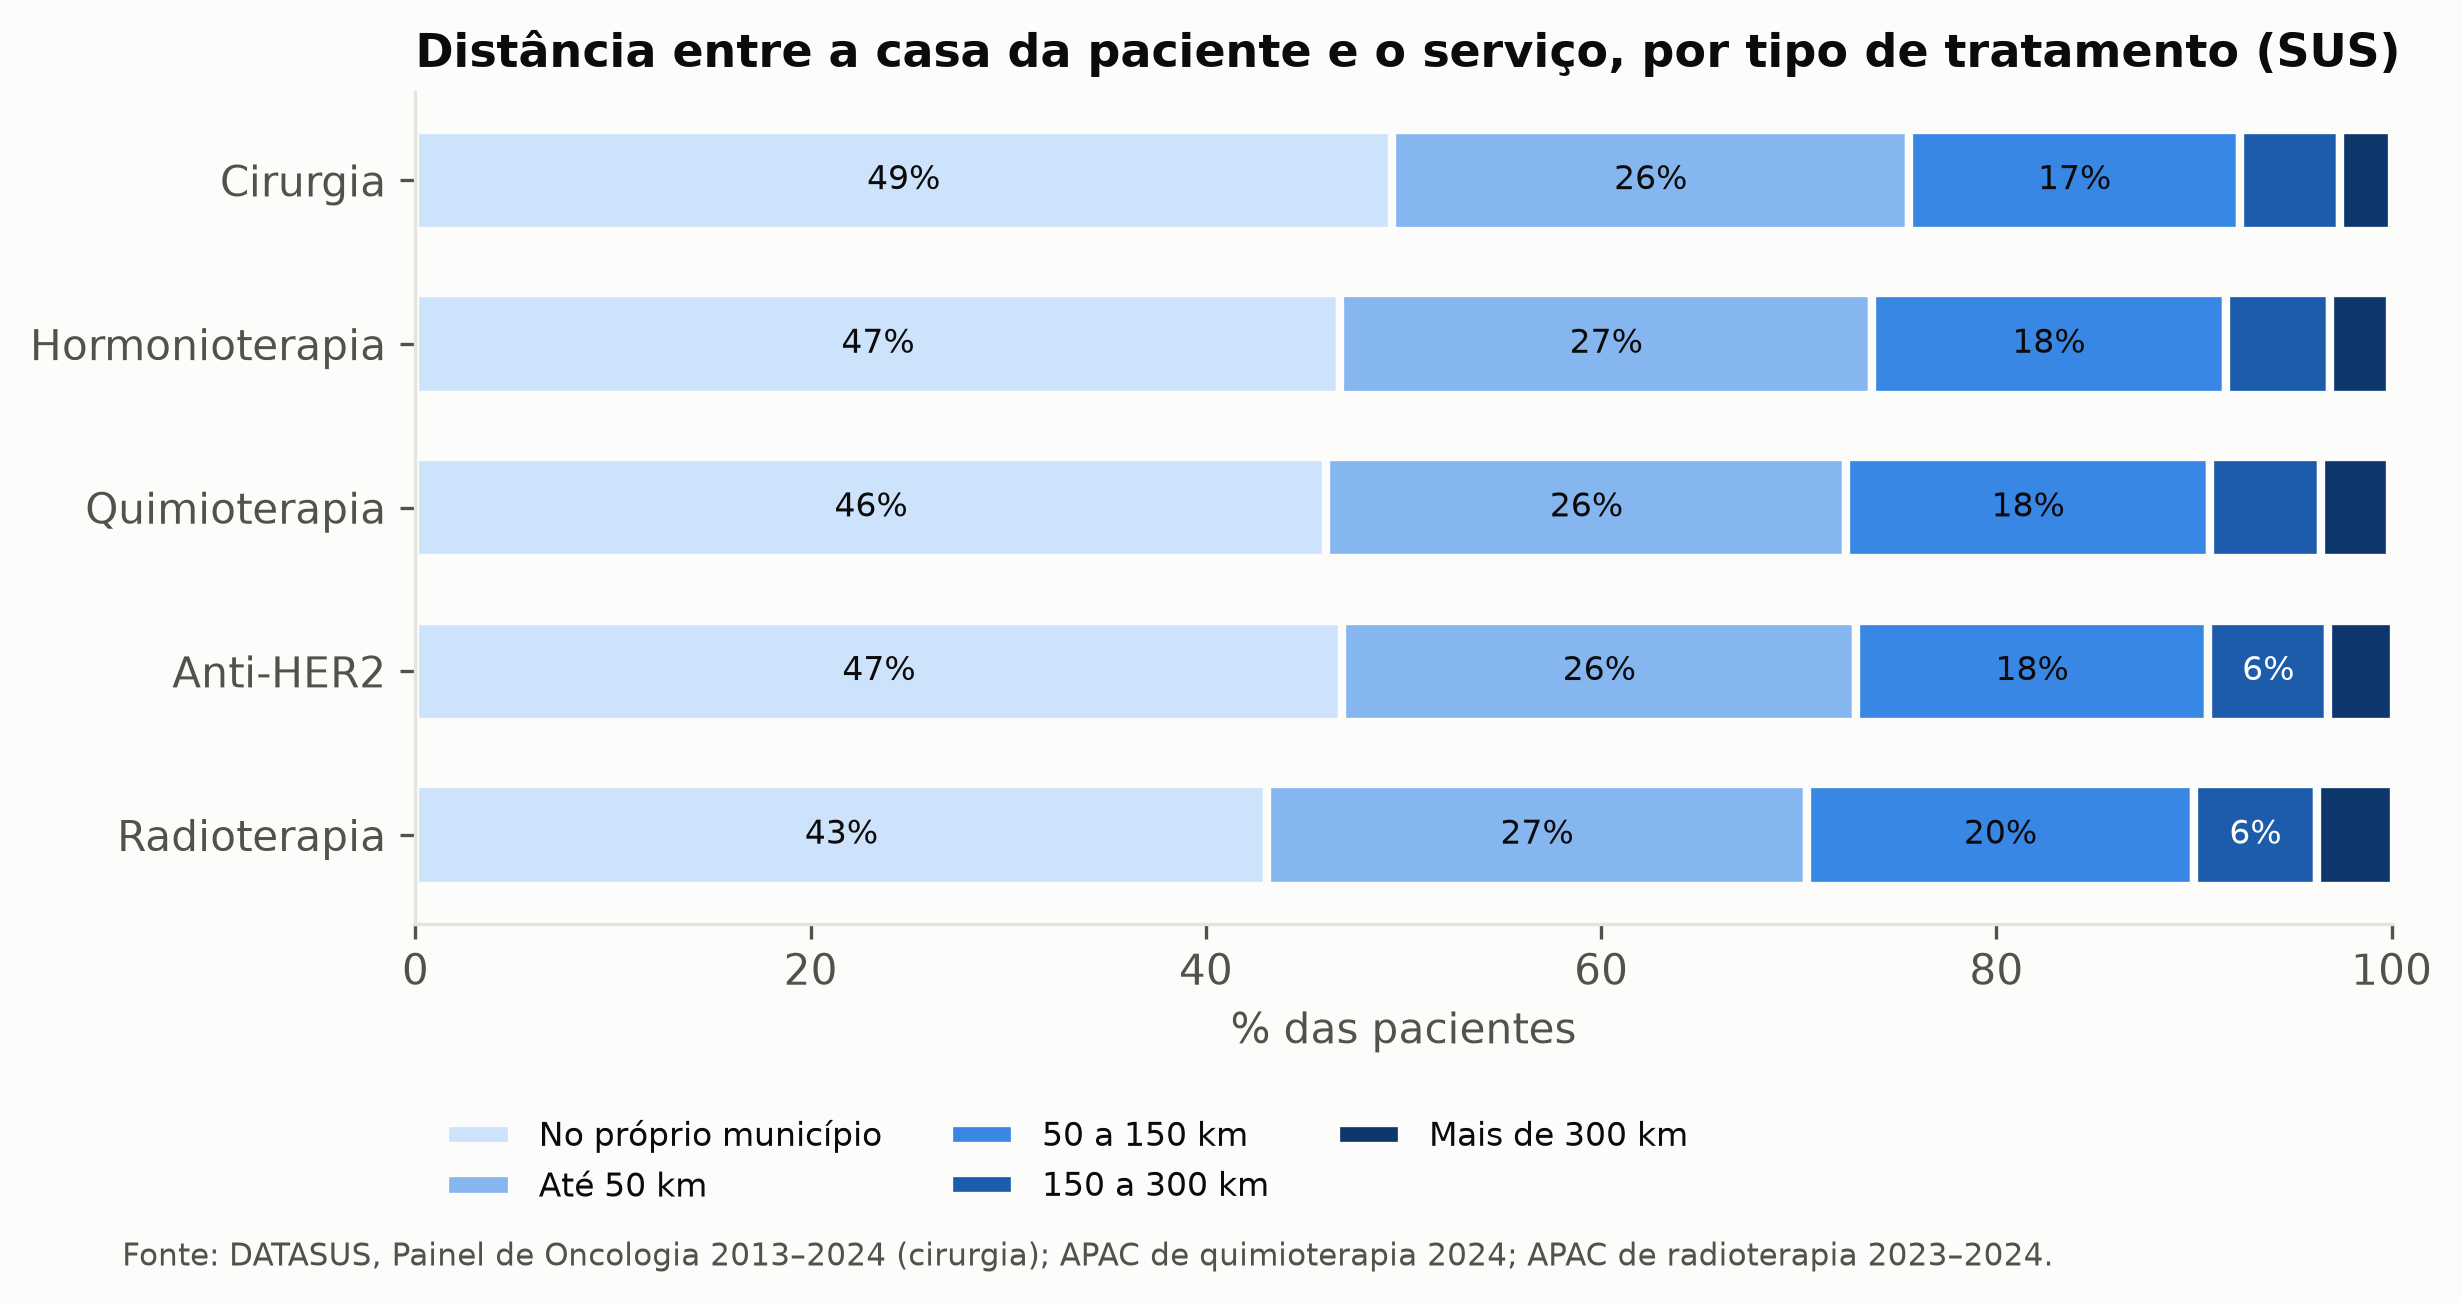 Distância entre a casa da paciente e o serviço, por tipo de tratamento (SUS)
Cirurgia 49% 26% 17%
Hormonioterapia 47% 27% 18%
Quimioterapia 46% 26% 18%
Anti-HER2 47% 26% 18% 6%
Radioterapia 43% 27% 20% 6%
0 20 40 60 80 100
% das pacientes
No próprio município 50 a 150 km Mais de 300 km
Até 50 km 150 a 300 km
Fonte: DATASUS, Painel de Oncologia 2013–2024 (cirurgia); APAC de quimioterapia 2024; APAC de radioterapia 2023–2024.